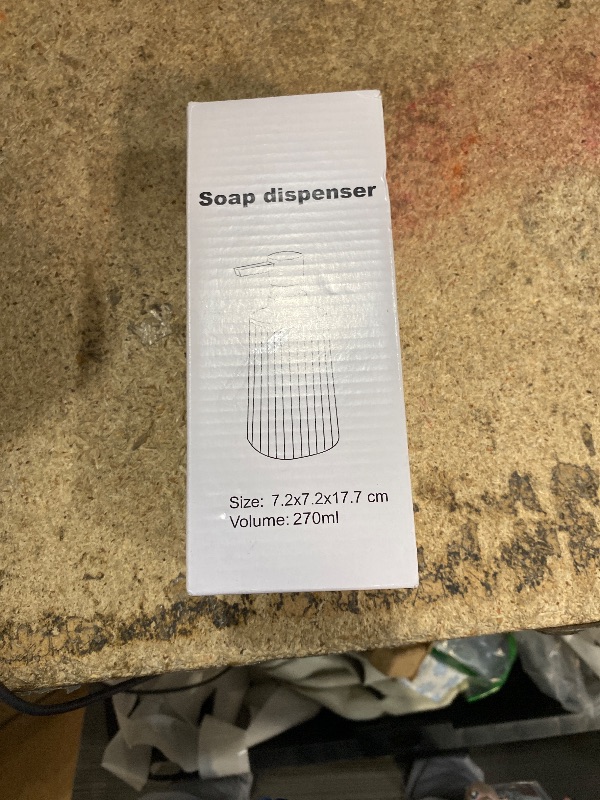 Soap dispenser
Size: 7.2x7.2x17.7 cm
Volume: 270ml